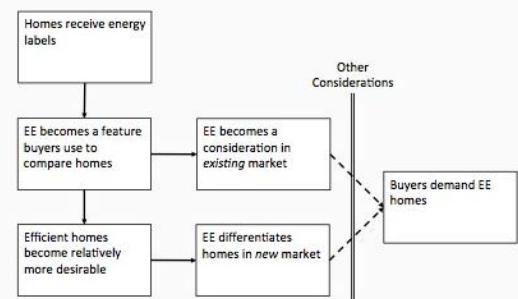 Homes receive energy
labels
Other
Considerations
EE becomes a feature
buyers use to
compare homes
EE becomes a
consideration in
existing market
Buyers demand EE
homes
Efficient homes
become relatively
more desirable
EE differentiates
homes in new market